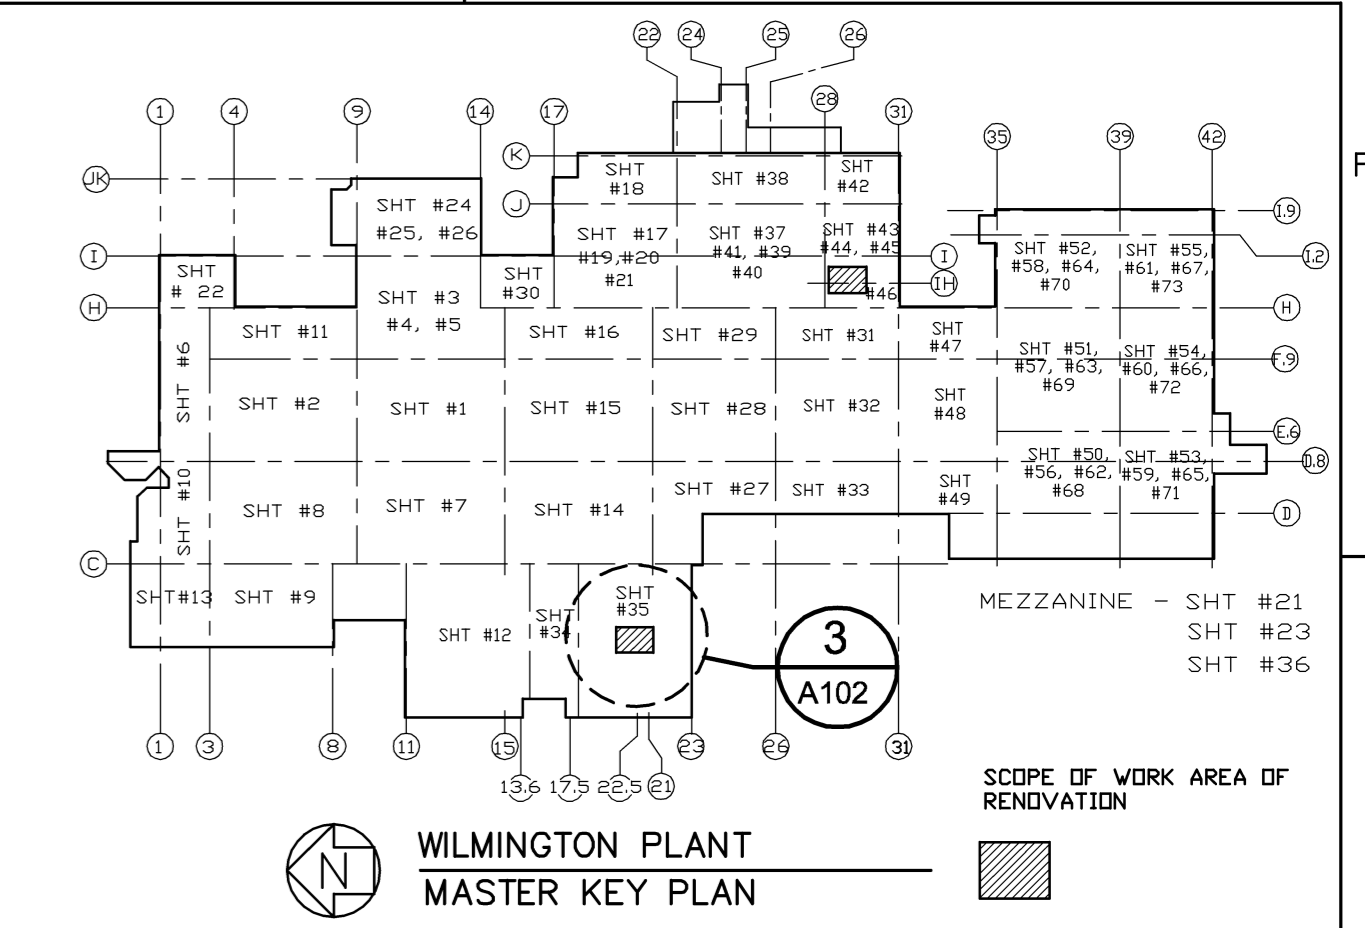 22
24
25
26
1
4
9
14
17
28
31
35
39
42
K
JK
SHT
#18
SHT #38
SHT
#42
SHT #24
#25, #26
J
I.9
SHT #17
#19,#20
#21
SHT #37
#41, #39
#40
SHT #43
#44, #45
#46
I
I
IH
SHT #52,
#58, #64,
#70
SHT #55,
#61, #67,
#73
I.2
SHT
# 22
SHT
#30
SHT #3
#4, #5
H
H
SHT #6
SHT #11
SHT #16
SHT #29
SHT #31
SHT
#47
SHT #51,
#57, #63,
#69
SHT #54,
#60, #66,
#72
F.9
SHT #2
SHT #1
SHT #15
SHT #28
SHT #32
SHT
#48
E.6
D.8
SHT #10
SHT #8
SHT #7
SHT #14
SHT #27
SHT #33
SHT
#49
SHT #50,
#56, #62,
#68
SHT #53,
#59, #65,
#71
D
C
SHT#13
SHT #9
SHT #12
SHT
#34
SHT
#35
3
A102
MEZZANINE - SHT #21
SHT #23
SHT #36
1
3
8
11
15
23
26
31
13.6
17.5
22.5
21
SCOPE OF WORK AREA OF
RENOVATION
N
WILMINGTON PLANT
MASTER KEY PLAN